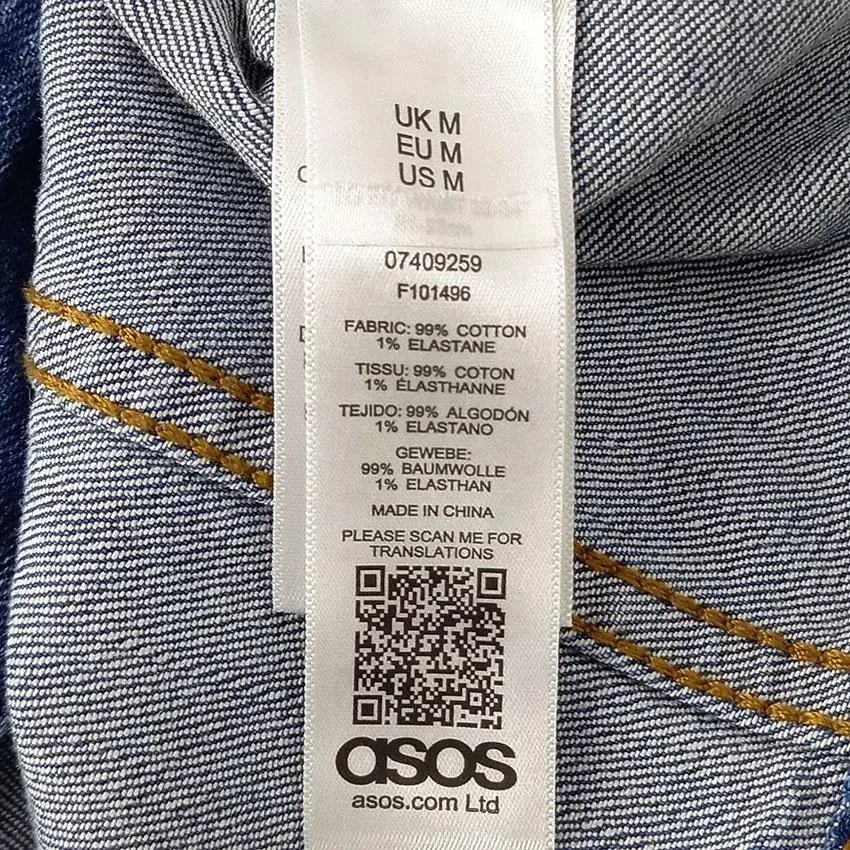 UK M
EU M
US M
07409259
F101496
FABRIC: 99% COTTON
1% ELASTANE
TISSU: 99% COTON
1% ÉLASTHANNE
TEJIDO: 99% ALGODÓN
1% ELASTANO
GEWEBE:
99% BAUMWOLLE
1% ELASTHAN
MADE IN CHINA
PLEASE SCAN ME FOR
TRANSLATIONS
asos
asos.com Ltd